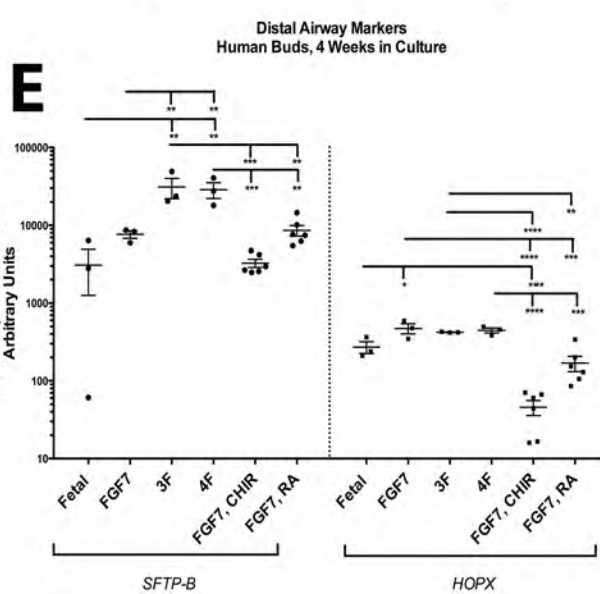 Distal Airway Markers
Human Buds, 4 Weeks in Culture
E
** **
** **
*** **
*** **
**
****
**** ***
* ***
**** ***
100000
10000
1000
100
10
Arbitrary Units
Fetal
FGF7
3F
4F
FGF7, CHIR
FGF7, RA
Fetal
FGF7
3F
4F
FGF7, CHIR
FGF7, RA
SFTP-B
HOPX